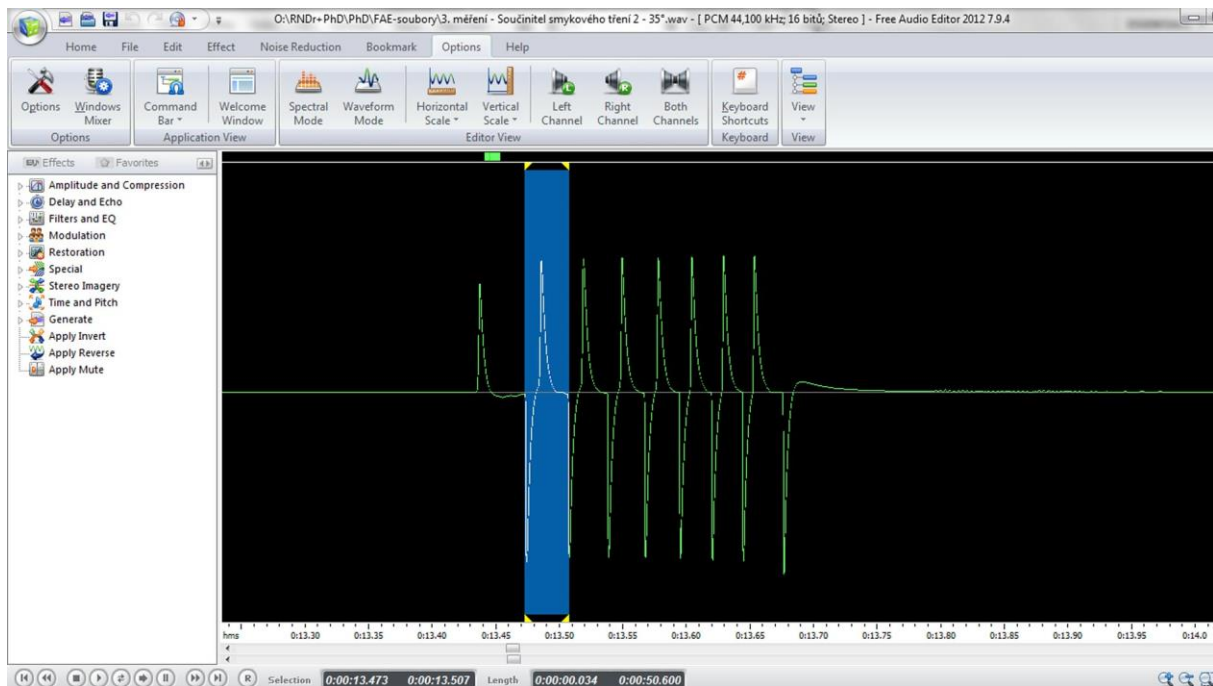 O:\RNDr+PhD\PhD\FAE-soubory\3. měření - Součinitel smykového tření 2 - 35°.wav - [ PCM 44,100 kHz; 16 bitů; Stereo ] - Free Audio Editor 2012 7.9.4
Home File Edit Effect Noise Reduction Bookmark Options Help
Options Windows Mixer Command Bar Welcome Window Spectral Mode Waveform Mode Horizontal Scale Vertical Scale Left Channel Right Channel Both Channels Keyboard Shortcuts View
Options Application View Editor View Keyboard View
Effects Favorites
Amplitude and Compression
Delay and Echo
Filters and EQ
Modulation
Restoration
Special
Stereo Imagery
Time and Pitch
Generate
Apply Invert
Apply Reverse
Apply Mute
hms 0:13.30 0:13.35 0:13.40 0:13.45 0:13.50 0:13.55 0:13.60 0:13.65 0:13.70 0:13.75 0:13.80 0:13.85 0:13.90 0:13.95 0:14.0
R Selection 0:00:13.473 0:00:13.507 Length 0:00:00.034 0:00:50.600